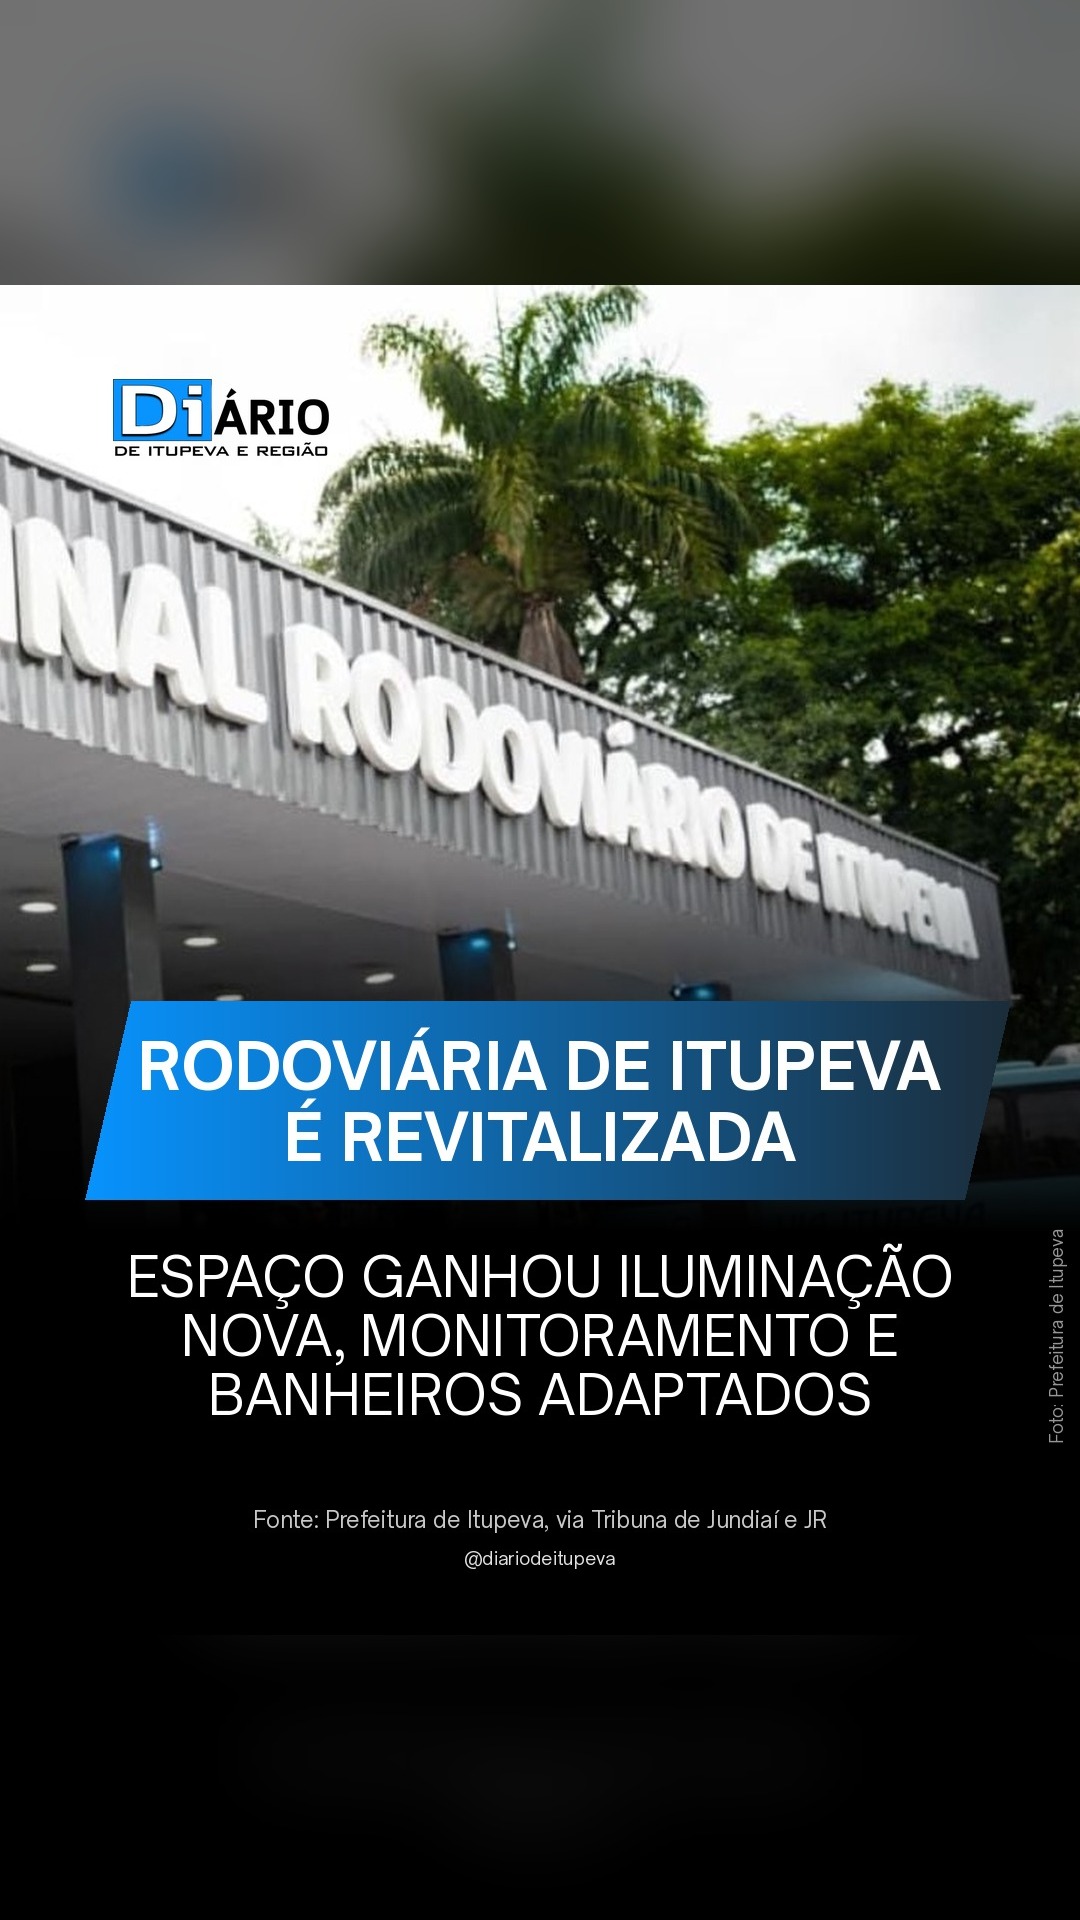 DiÁRIO
DE ITUPEVA E REGIÃO
INAL RODOVIÁRIO DE ITUPEVA
RODOVIÁRIA DE ITUPEVA
É REVITALIZADA
ESPAÇO GANHOU ILUMINAÇÃO
NOVA, MONITORAMENTO E
BANHEIROS ADAPTADOS
Foto: Prefeitura de Itupeva
Fonte: Prefeitura de Itupeva, via Tribuna de Jundiaí e JR
@diariodeitupeva